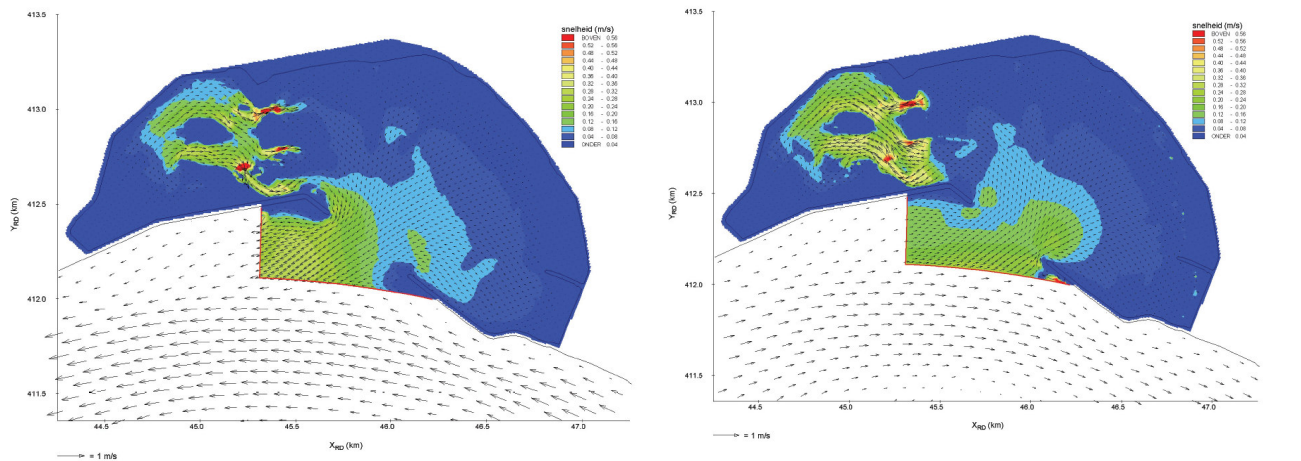 413.5
413.0
412.5
412.0
411.5
Y_RD (km)
44.5 45.0 45.5 46.0 46.5 47.0
X_RD (km)
= 1 m/s
snelheid (m/s)
BOVEN 0.56
0.52 - 0.56
0.48 - 0.52
0.44 - 0.48
0.40 - 0.44
0.36 - 0.40
0.32 - 0.36
0.28 - 0.32
0.24 - 0.28
0.20 - 0.24
0.16 - 0.20
0.12 - 0.16
0.08 - 0.12
0.04 - 0.08
ONDER 0.04
413.5
413.0
412.5
412.0
411.5
Y_RD (km)
44.5 45.0 45.5 46.0 46.5 47.0
X_RD (km)
= 1 m/s
snelheid (m/s)
BOVEN 0.56
0.52 - 0.56
0.48 - 0.52
0.44 - 0.48
0.40 - 0.44
0.36 - 0.40
0.32 - 0.36
0.28 - 0.32
0.24 - 0.28
0.20 - 0.24
0.16 - 0.20
0.12 - 0.16
0.08 - 0.12
0.04 - 0.08
ONDER 0.04